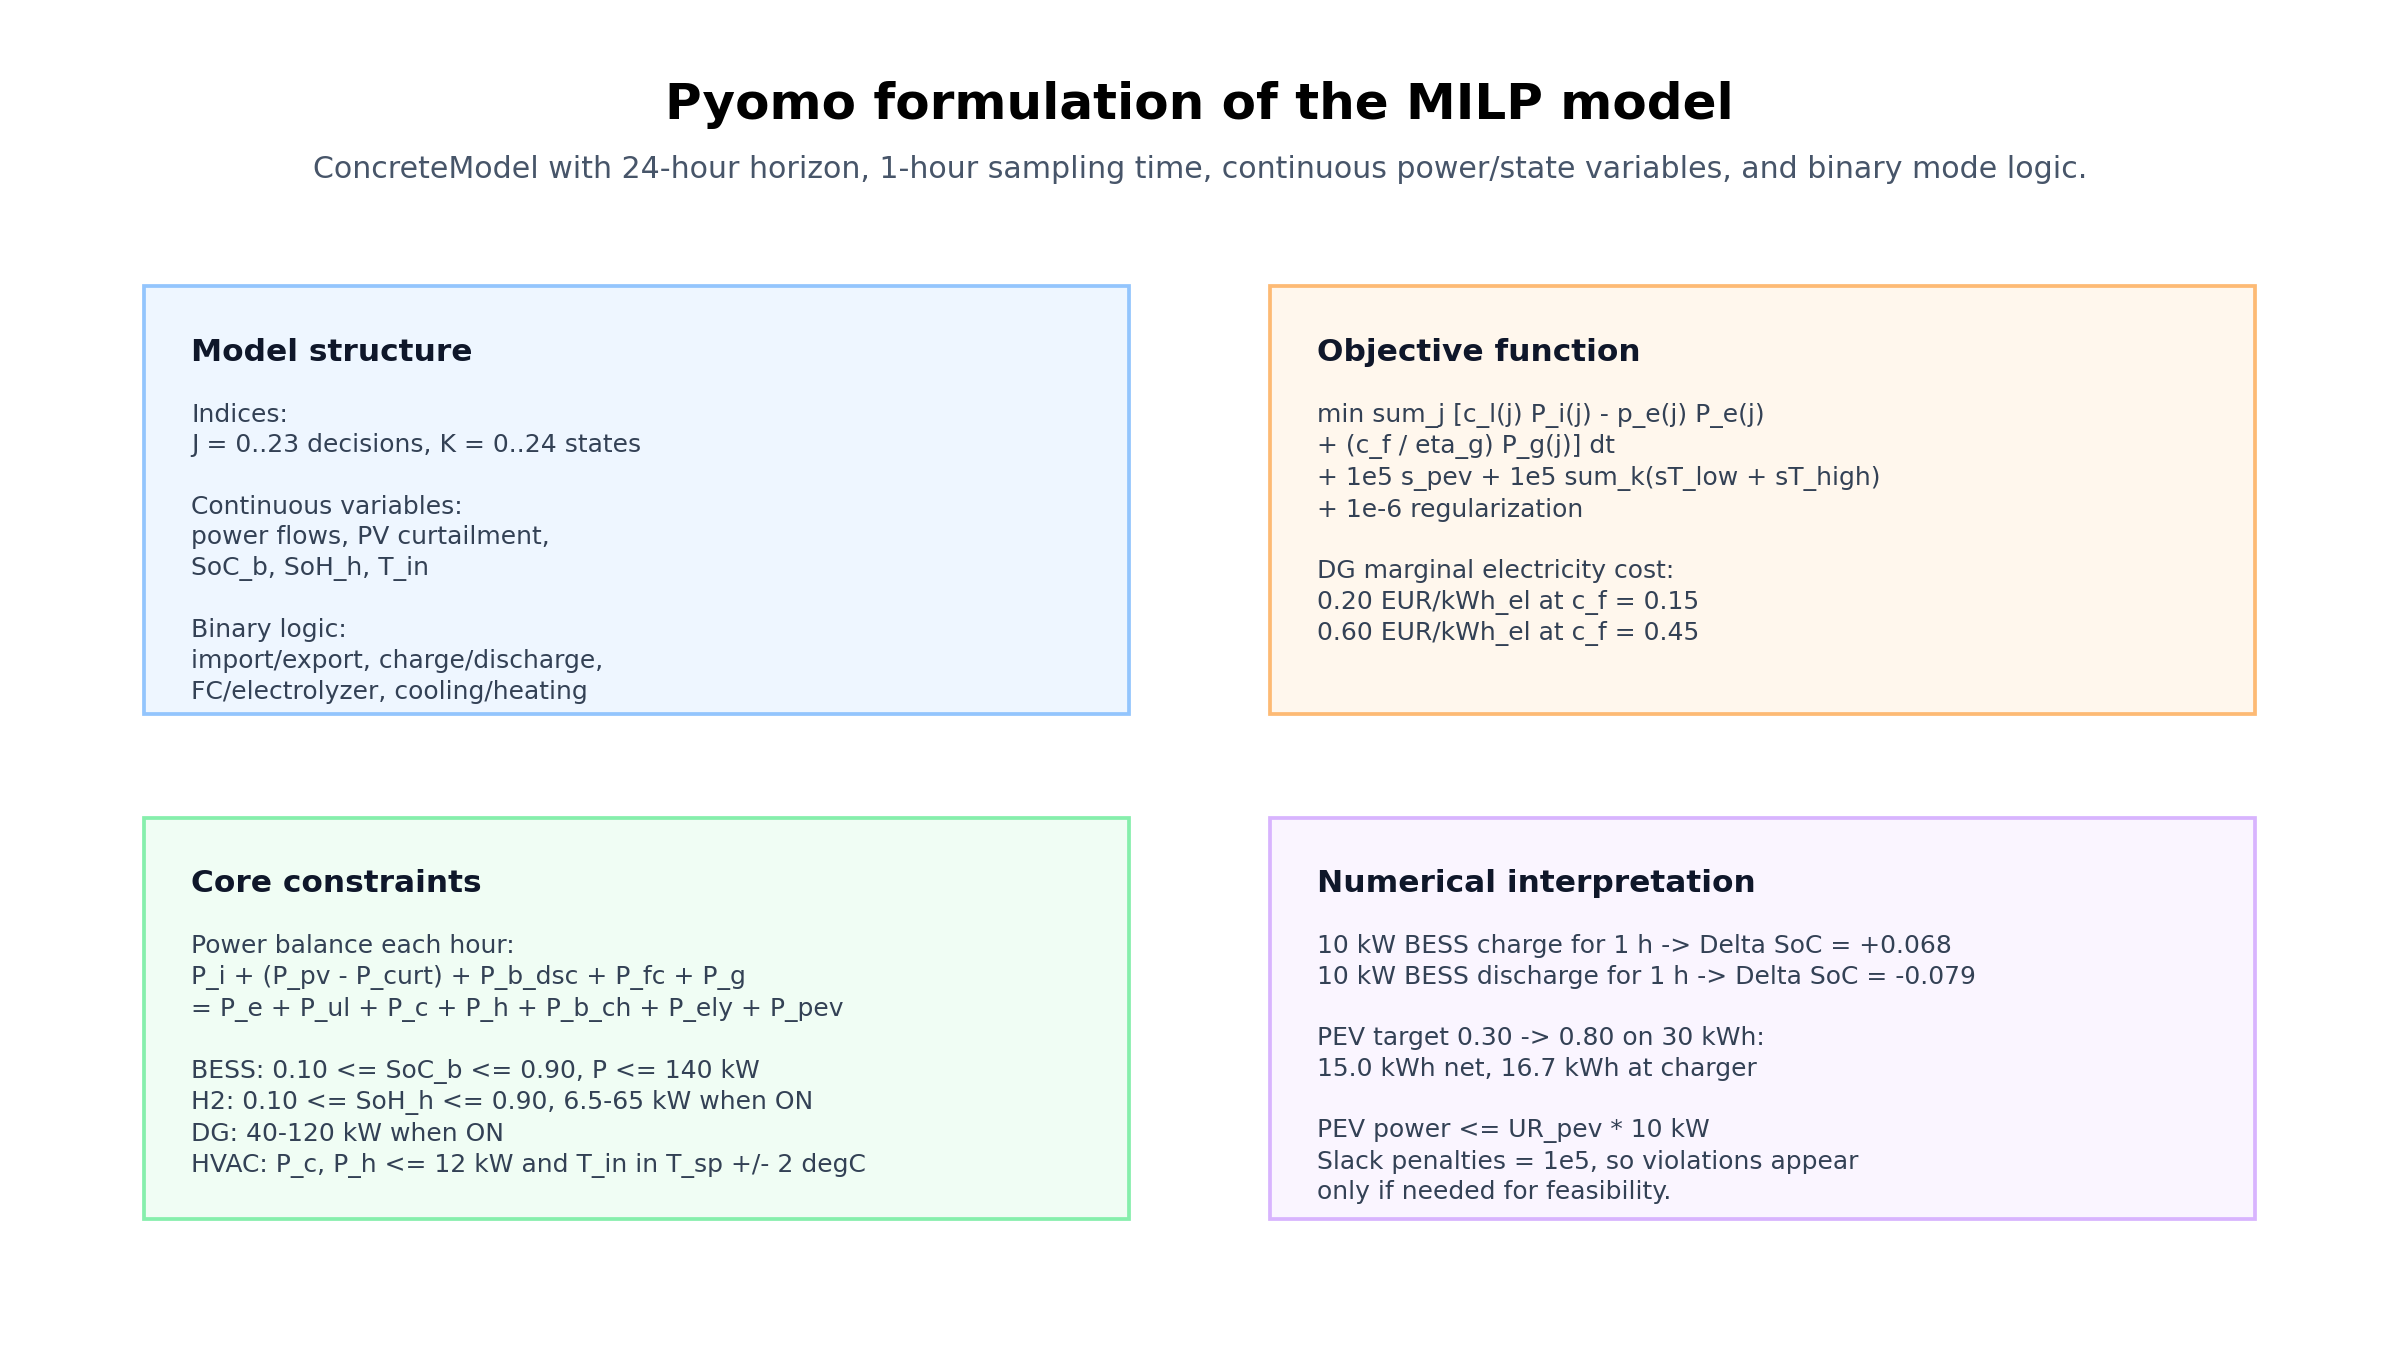 Pyomo formulation of the MILP model
ConcreteModel with 24-hour horizon, 1-hour sampling time, continuous power/state variables, and binary mode logic.
Model structure
Indices:
J = 0..23 decisions, K = 0..24 states
Continuous variables:
power flows, PV curtailment,
SoC_b, SoH_h, T_in
Binary logic:
import/export, charge/discharge,
FC/electrolyzer, cooling/heating
Objective function
min sum_j [c_l(j) P_i(j) - p_e(j) P_e(j)
+ (c_f / eta_g) P_g(j)] dt
+ 1e5 s_pev + 1e5 sum_k(sT_low + sT_high)
+ 1e-6 regularization
DG marginal electricity cost:
0.20 EUR/kWh_el at c_f = 0.15
0.60 EUR/kWh_el at c_f = 0.45
Core constraints
Power balance each hour:
P_i + (P_pv - P_curt) + P_b_dsc + P_fc + P_g
= P_e + P_ul + P_c + P_h + P_b_ch + P_ely + P_pev
BESS: 0.10 <= SoC_b <= 0.90, P <= 140 kW
H2: 0.10 <= SoH_h <= 0.90, 6.5-65 kW when ON
DG: 40-120 kW when ON
HVAC: P_c, P_h <= 12 kW and T_in in T_sp +/- 2 degC
Numerical interpretation
10 kW BESS charge for 1 h -> Delta SoC = +0.068
10 kW BESS discharge for 1 h -> Delta SoC = -0.079
PEV target 0.30 -> 0.80 on 30 kWh:
15.0 kWh net, 16.7 kWh at charger
PEV power <= UR_pev * 10 kW
Slack penalties = 1e5, so violations appear
only if needed for feasibility.